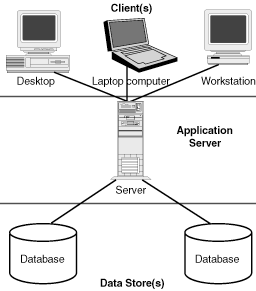 Client(s)
Desktop
Laptop computer
Workstation
Application
Server
Server
Database
Database
Data Store(s)